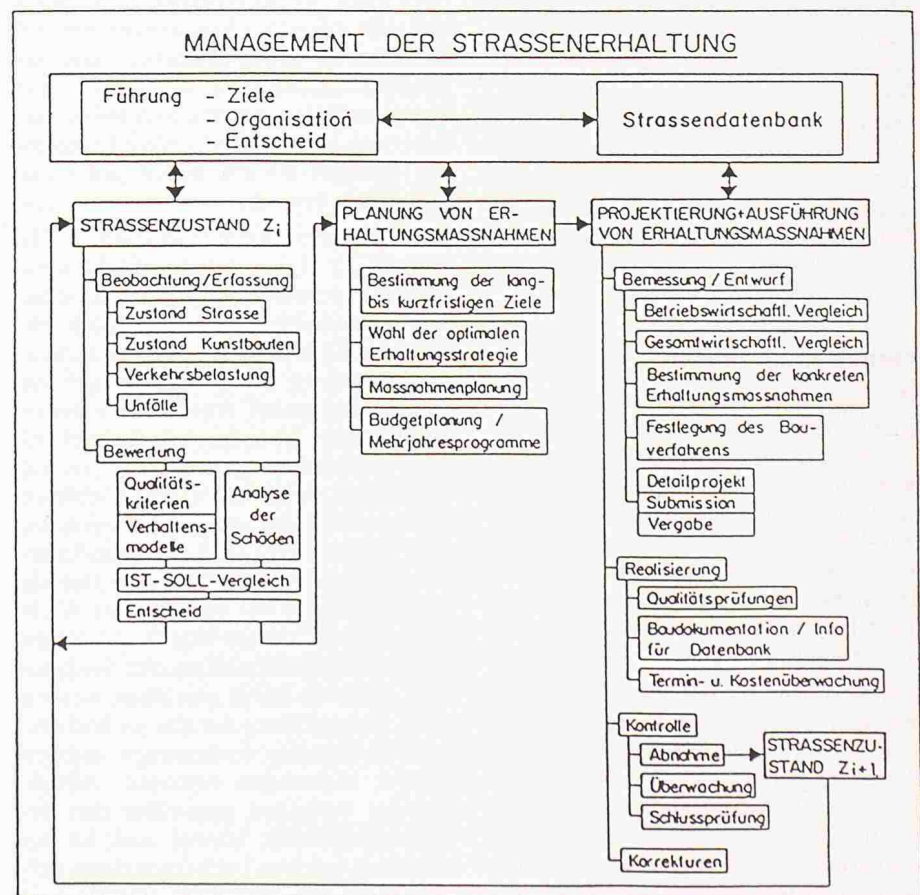 MANAGEMENT DER STRASSENERHALTUNG
Führung - Ziele
- Organisation
- Entscheid
Strassendatenbank
STRASSENZUSTAND Zi
Beobachtung/Erfassung
Zustand Strasse
Zustand Kunstbauten
Verkehrsbelastung
Unfälle
Bewertung
Qualitäts-
kriterien
Verhaltens-
modelle
Analyse
der
Schäden
IST-SOLL-Vergleich
Entscheid
PLANUNG VON ER-
HALTUNGSMASSNAHMEN
Bestimmung der lang-
bis kurzfristigen Ziele
Wahl der optimalen
Erhaltungsstrategie
Massnahmenplanung
Budgetplanung /
Mehrjahresprogramme
PROJEKTIERUNG+AUSFÜHRUNG
VON ERHALTUNGSMASSNAHMEN
Bemessung / Entwurf
Betriebswirtschaftl. Vergleich
Gesamtwirtschaftl. Vergleich
Bestimmung der konkreten
Erhaltungsmassnahmen
Festlegung des Bau-
verfahrens
Detailprojekt
Submission
Vergabe
Realisierung
Qualitätsprüfungen
Baudokumentation / Info
für Datenbank
Termin- u. Kostenüberwachung
Kontrolle
Abnahme
Überwachung
Schlussprüfung
STRASSENZU-
STAND Zi+1
Korrekturen